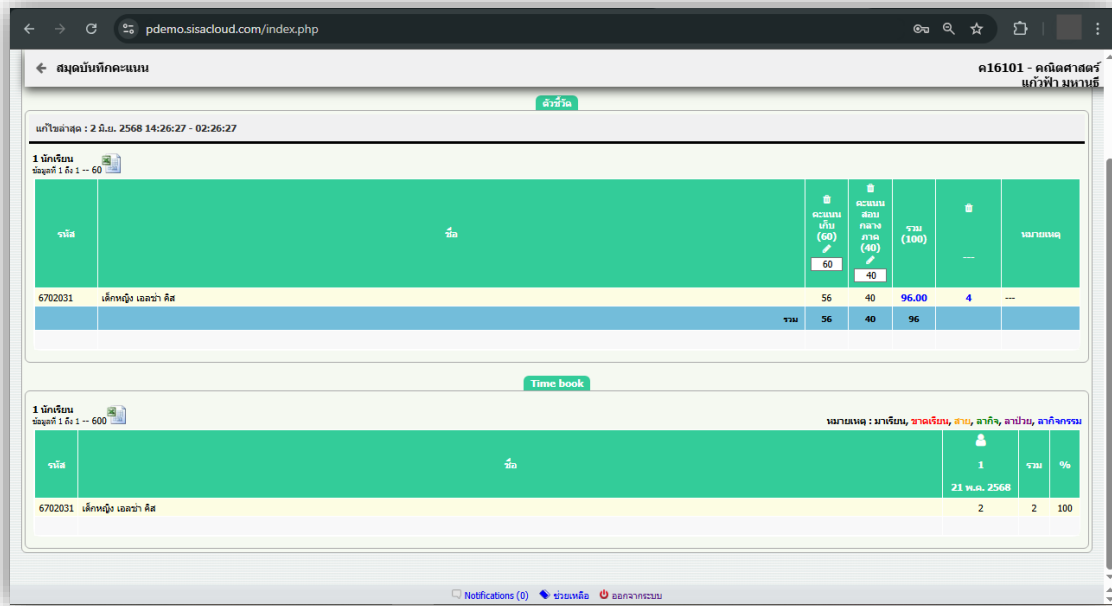 pdemo.sisacloud.com/index.php
สมุดบันทึกคะแนน
ค16101 - คณิตศาสตร์
แก้วฟ้า มหานธี
ตัวชี้วัด
แก้ไขล่าสุด : 2 มิ.ย. 2568 14:26:27 - 02:26:27
1 นักเรียน
ข้อมูลที่ 1 ถึง 1 -- 60
รหัส ชื่อ คะแนนเก็บ (60) 60 คะแนนสอบกลางภาค (40) 40 รวม (100) ---- หมายเหตุ
6702031 เด็กหญิง เอลซ่า คิส 56 40 96.00 4 ---
รวม 56 40 96
Time book
1 นักเรียน
ข้อมูลที่ 1 ถึง 1 -- 600
หมายเหตุ : มาเรียน, ขาดเรียน, สาย, ลากิจ, ลาป่วย, ลากิจกรรม
รหัส ชื่อ 1 รวม %
21 พ.ค. 2568
6702031 เด็กหญิง เอลซ่า คิส 2 2 100
Notifications (0) ช่วยเหลือ ออกจากระบบ